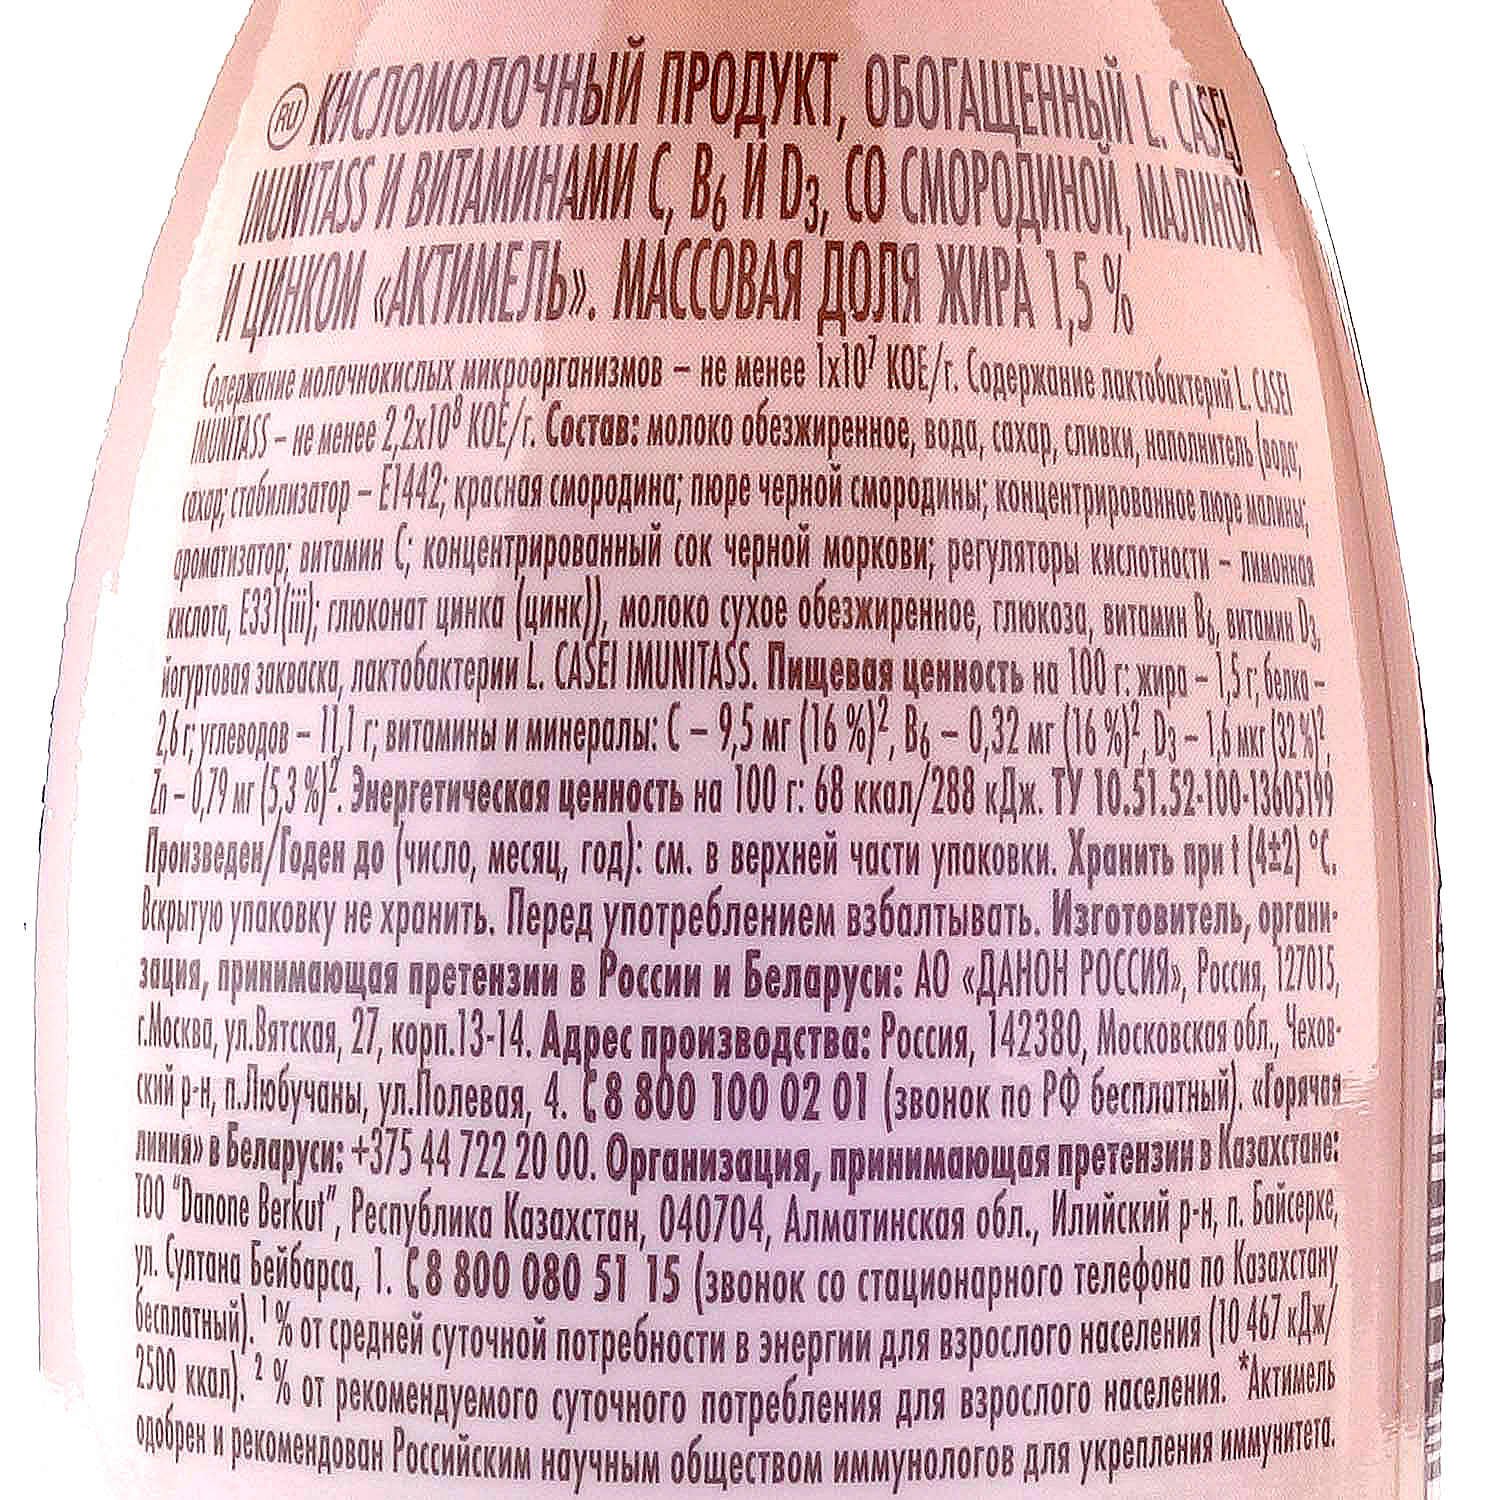 RU КИСЛОМОЛОЧНЫЙ ПРОДУКТ, ОБОГАЩЕННЫЙ L. CASEI
IMUNITASS И ВИТАМИНАМИ С, В6 И D3, СО СМОРОДИНОЙ, МАЛИНОЙ
И ЦИНКОМ «АКТИМЕЛЬ». МАССОВАЯ ДОЛЯ ЖИРА 1,5 %
Содержание молочнокислых микроорганизмов – не менее 1х10⁷ КОЕ/г. Содержание лактобактерий L. CASEI
IMUNITASS – не менее 2,2х10⁸ КОЕ/г. Состав: молоко обезжиренное, вода, сахар, сливки, наполнитель (вода;
сахар; стабилизатор – Е1442; красная смородина; пюре черной смородины; концентрированное пюре малины;
ароматизатор; витамин С; концентрированный сок черной моркови; регуляторы кислотности – лимонная
кислота, Е331(iii); глюконат цинка (цинк)), молоко сухое обезжиренное, глюкоза, витамин В6, витамин D3,
йогуртовая закваска, лактобактерии L. CASEI IMUNITASS. Пищевая ценность на 100 г: жира – 1,5 г; белка –
2,6 г; углеводов – 11,1 г; витамины и минералы: С – 9,5 мг (16 %)², В6 – 0,32 мг (16 %)², D3 – 1,6 мкг (32 %)²,
Zn – 0,79 мг (5,3 %)². Энергетическая ценность на 100 г: 68 ккал/288 кДж. ТУ 10.51.52-100-13605199
Произведен/Годен до (число, месяц, год): см. в верхней части упаковки. Хранить при t (4±2) °С.
Вскрытую упаковку не хранить. Перед употреблением взбалтывать. Изготовитель, органи-
зация, принимающая претензии в России и Беларуси: АО «ДАНОН РОССИЯ», Россия, 127015,
г.Москва, ул.Вятская, 27, корп.13-14. Адрес производства: Россия, 142380, Московская обл., Чехов-
ский р-н, п.Любучаны, ул.Полевая, 4. 8 800 100 02 01 (звонок по РФ бесплатный). «Горячая
линия» в Беларуси: +375 44 722 20 00. Организация, принимающая претензии в Казахстане:
ТОО "Danone Berkut", Республика Казахстан, 040704, Алматинская обл., Илийский р-н, п. Байсерке,
ул. Султана Бейбарса, 1. 8 800 080 51 15 (звонок со стационарного телефона по Казахстану
бесплатный). ¹ % от средней суточной потребности в энергии для взрослого населения (10 467 кДж/
2500 ккал). ² % от рекомендуемого суточного потребления для взрослого населения. *Актимель
одобрен и рекомендован Российским научным обществом иммунологов для укрепления иммунитета.